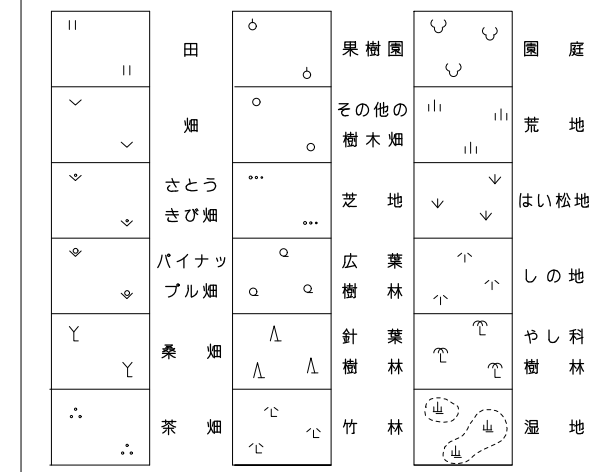 田
畑
さとう
きび畑
パイナッ
プル畑
桑畑
茶畑
果樹園
その他の
樹木畑
芝地
広葉
樹林
針葉
樹林
竹林
園庭
荒地
はい松地
しの地
やし科
樹林
湿地